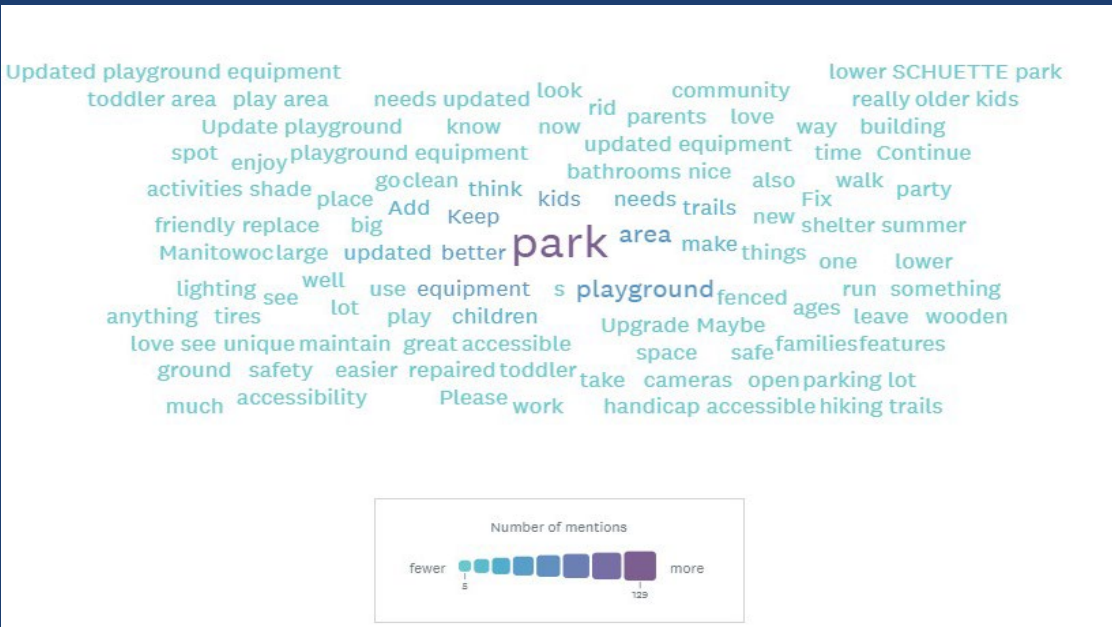 Updated playground equipment lower SCHUETTE park
toddler area play area needs updated look rid community really older kids
Update playground know now parents love way building
spot enjoy playground equipment updated equipment time Continue
activities shade place go clean think bathrooms nice also walk party
friendly replace big Add Keep kids needs trails new Fix shelter summer
Manitowoc large updated better park area make things one lower
lighting see well use equipment s playground fenced ages run something
anything tires lot play children Upgrade Maybe leave wooden
love see unique maintain great accessible space safe families features
ground safety easier repaired toddler take cameras open parking lot
much accessibility Please work handicap accessible hiking trails
Number of mentions
fewer more
5 129